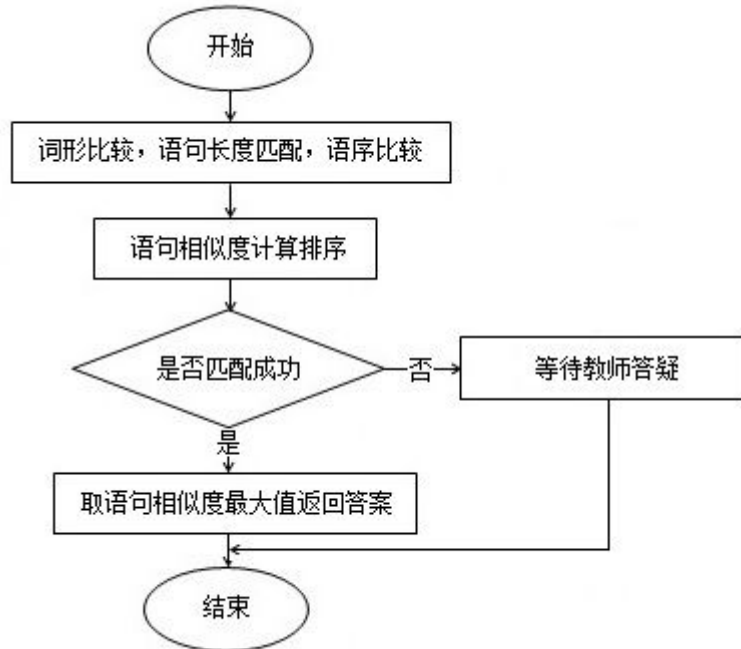 开始
词形比较，语句长度匹配，语序比较
语句相似度计算排序
是否匹配成功
否
等待教师答疑
是
取语句相似度最大值返回答案
结束